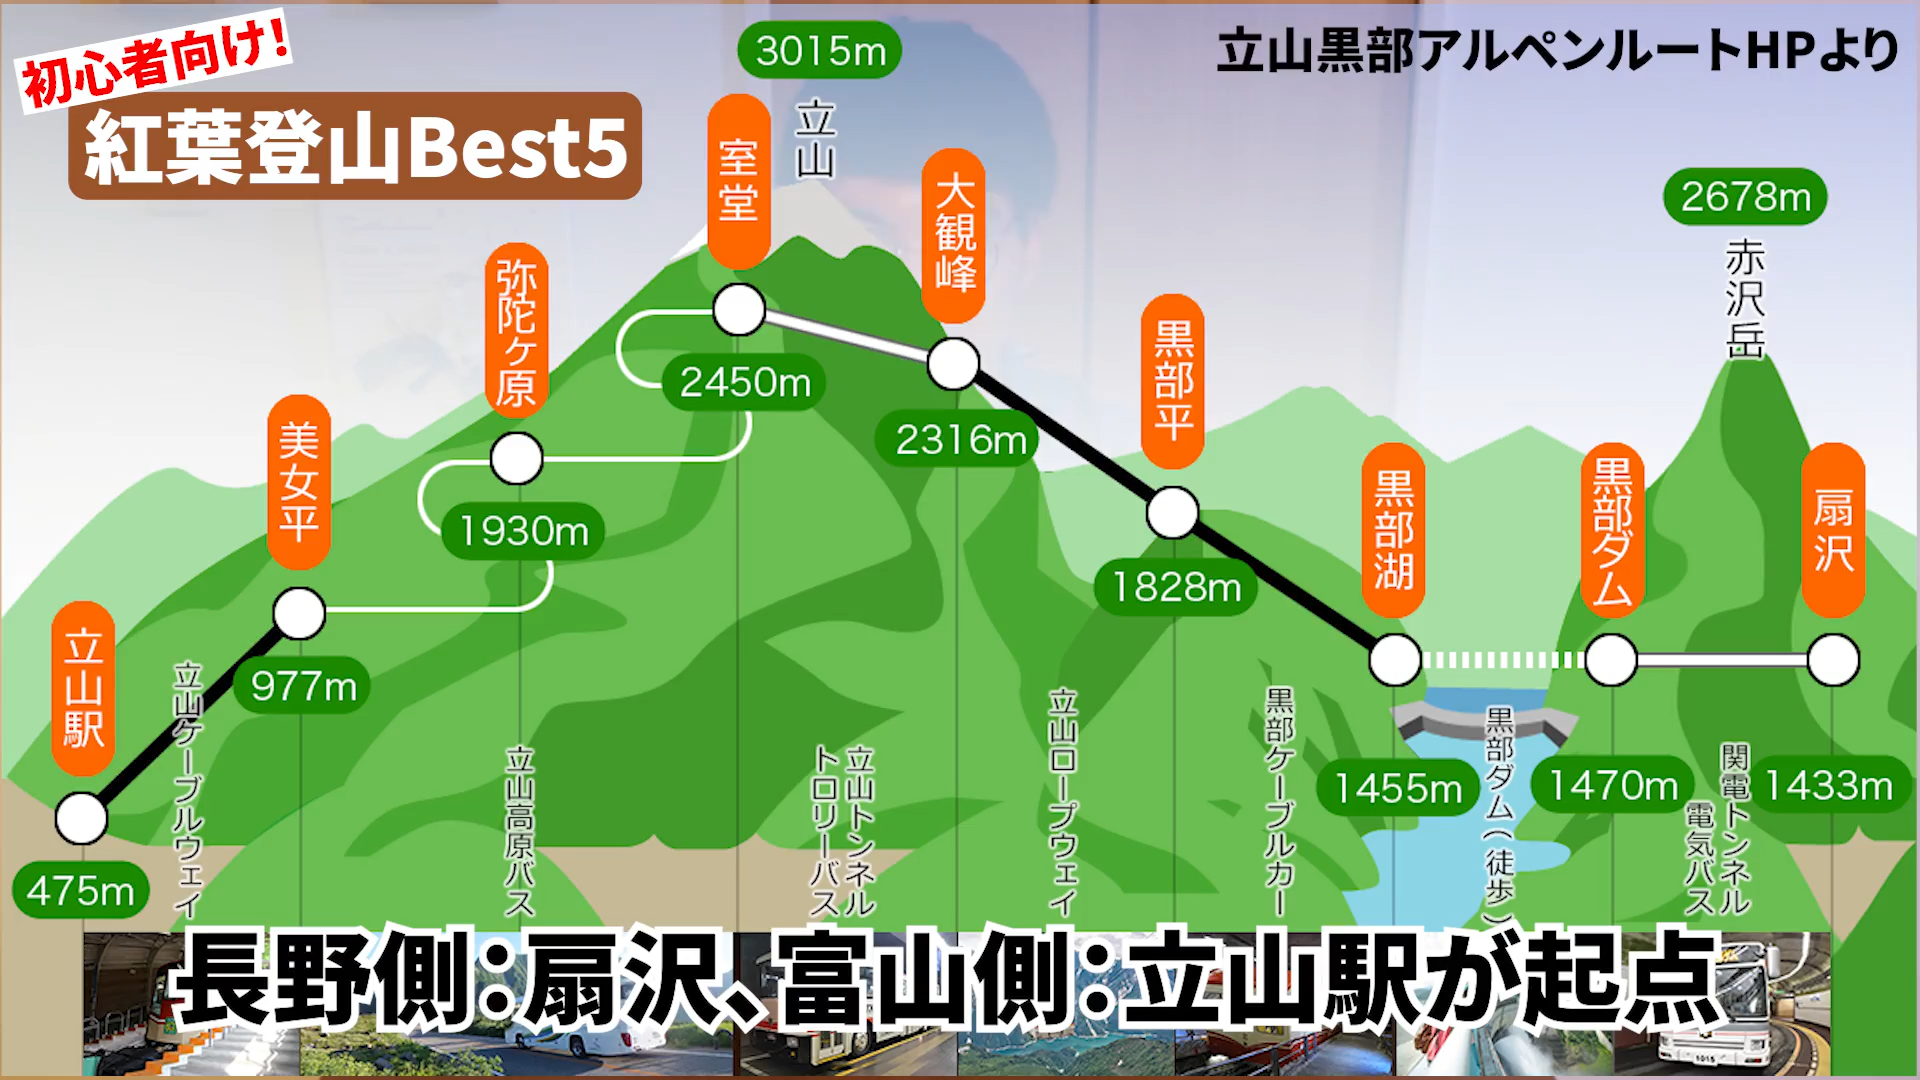 初心者向け!
紅葉登山Best5
立山黒部アルペンルートHPより
3015m
立山
室堂
2450m
大観峰
2316m
弥陀ヶ原
1930m
美女平
977m
立山駅
475m
黒部平
1828m
黒部湖
1455m
黒部ダム
1470m
2678m
赤沢岳
扇沢
1433m
立山ケーブルウェイ
立山高原バス
立山トンネル
トロリーバス
立山ロープウェイ
黒部ケーブルカー
黒部ダム(徒歩)
関電トンネル
電気バス
長野側:扇沢、富山側:立山駅が起点
1015